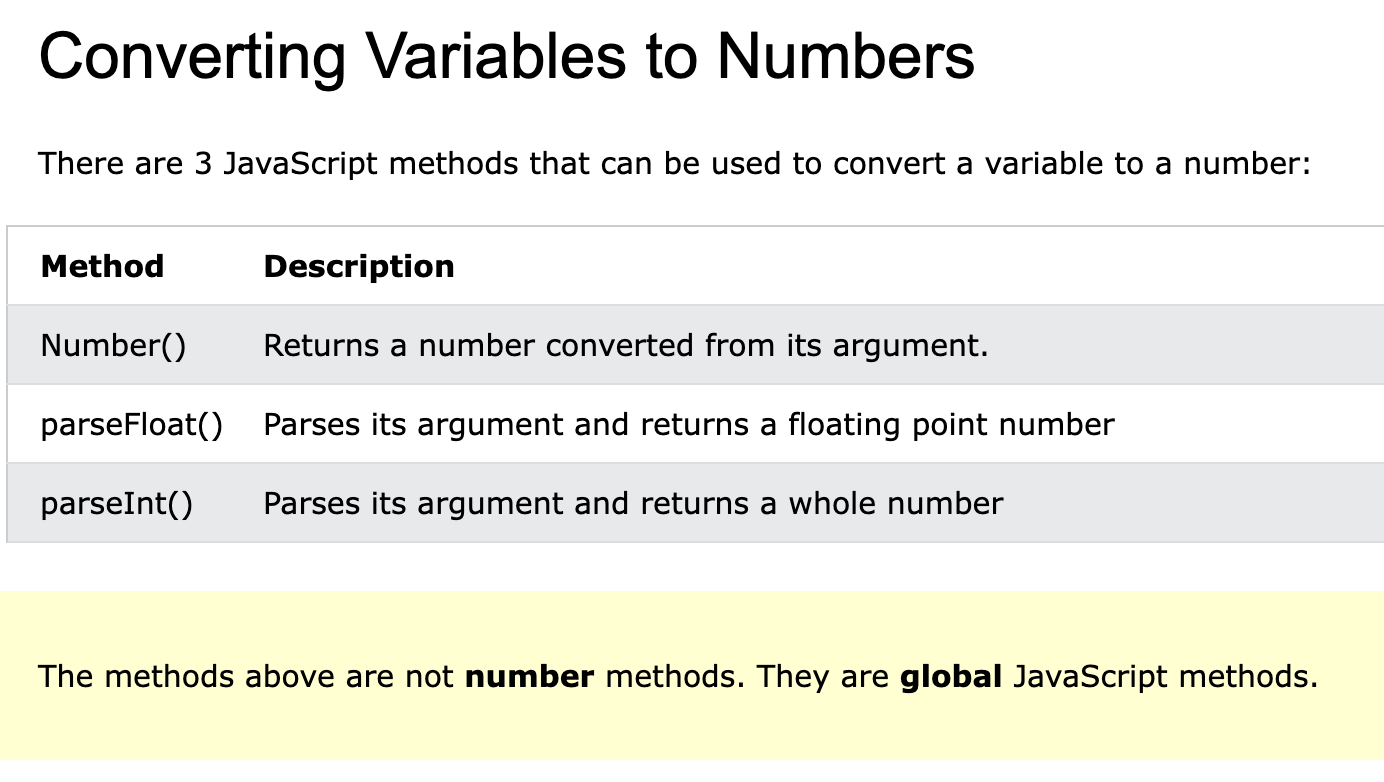 Converting Variables to Numbers
There are 3 JavaScript methods that can be used to convert a variable to a number:
Method Description
Number() Returns a number converted from its argument.
parseFloat() Parses its argument and returns a floating point number
parseInt() Parses its argument and returns a whole number
The methods above are not number methods. They are global JavaScript methods.